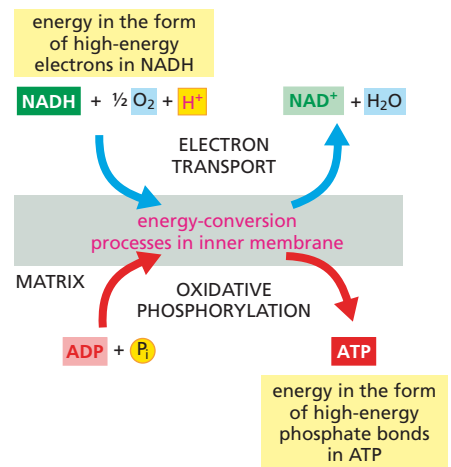 energy in the form
of high-energy
electrons in NADH
NADH + ½ O₂ + H⁺
NAD⁺ + H₂O
ELECTRON
TRANSPORT
energy-conversion
processes in inner membrane
MATRIX
OXIDATIVE
PHOSPHORYLATION
ADP + Pᵢ
ATP
energy in the form
of high-energy
phosphate bonds
in ATP